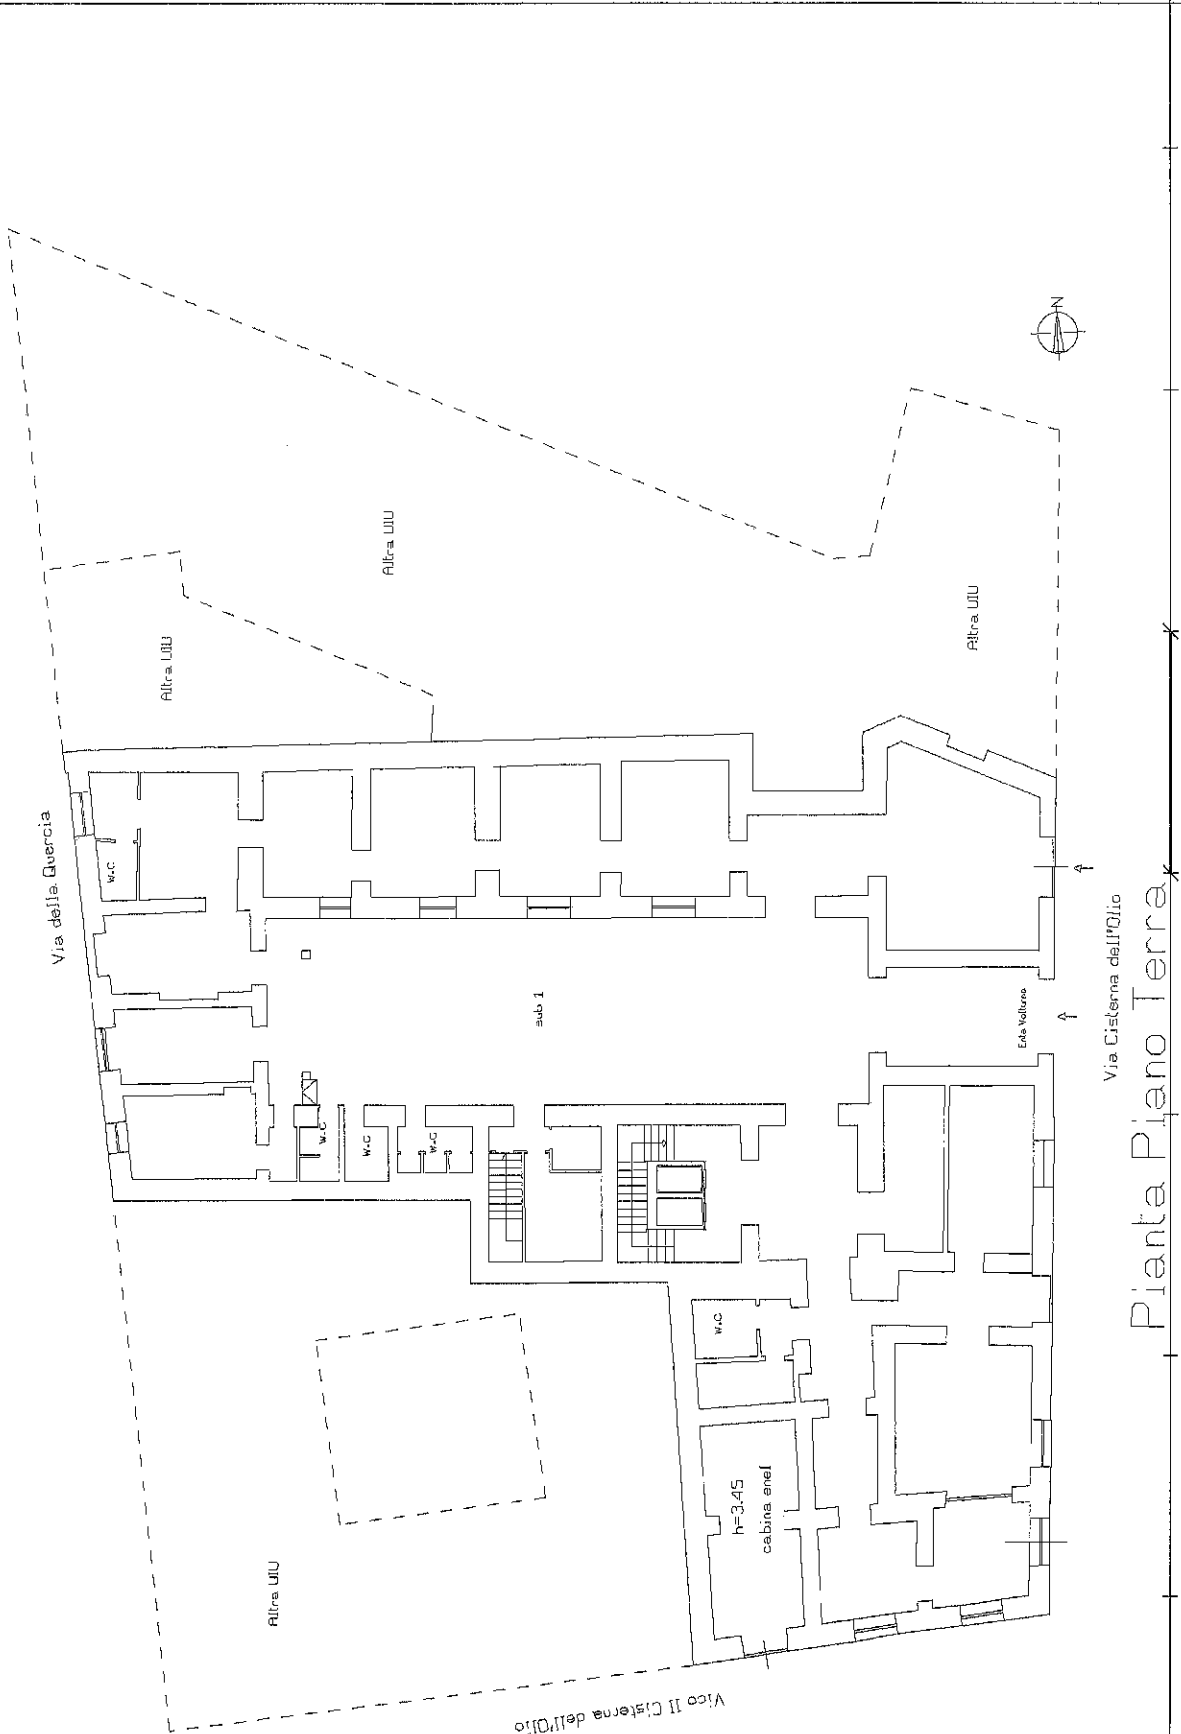 Via della Quercia
Altra UIU
Altra UIU
Altra UIU
W.C
sub 1
W.C
W.C
W.C
W.C
h=3.45
cabina enel
Altra UIU
N
Via Cisterna dell'Olio
Vico II Cisterna dell'Olio
Pianta Piano Terra